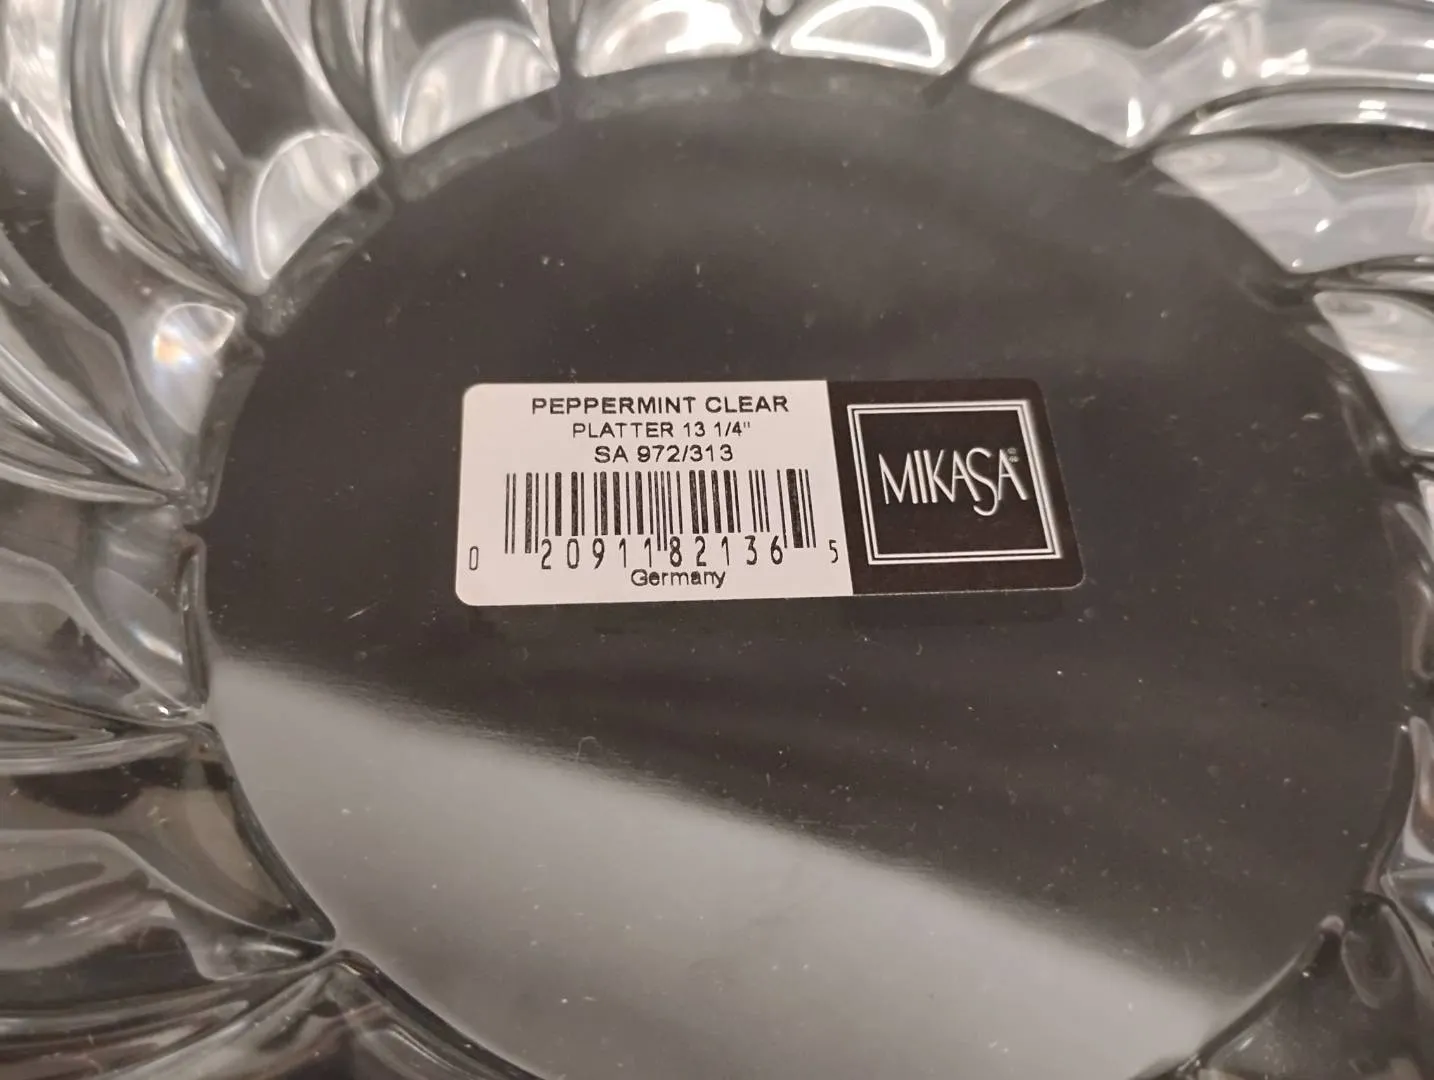 PEPPERMINT CLEAR
PLATTER 13 1/4"
SA 972/313
0 20911 82136 5
Germany
MIKASA®